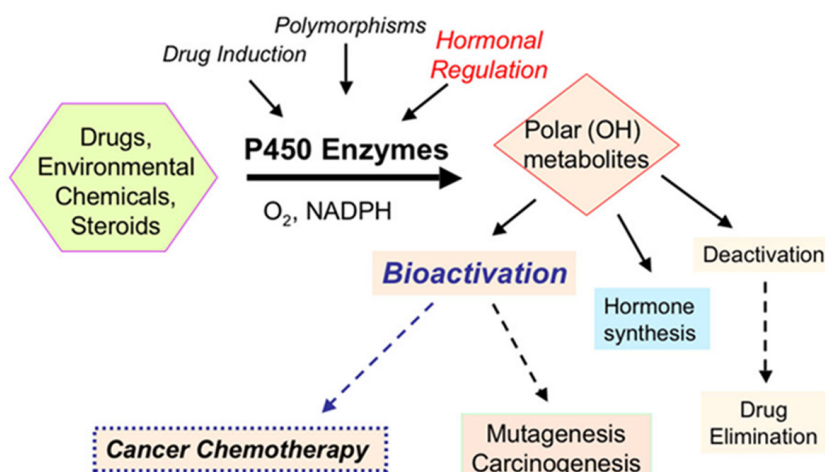 Polymorphisms
Drug Induction
Hormonal
Regulation
Drugs,
Environmental
Chemicals,
Steroids
P450 Enzymes
O₂, NADPH
Polar (OH)
metabolites
Bioactivation
Hormone
synthesis
Deactivation
Cancer Chemotherapy
Mutagenesis
Carcinogenesis
Drug
Elimination